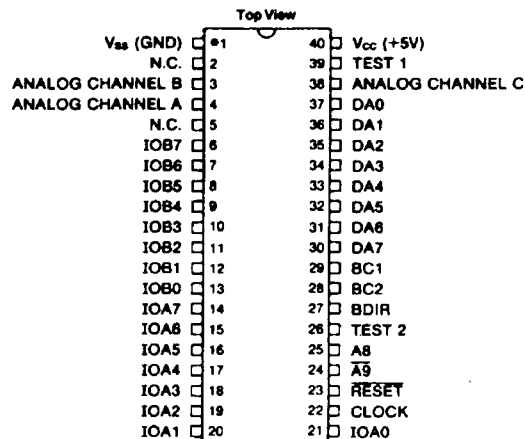 Top View
Vss (GND) 1 40 Vcc (+5V)
N.C. 2 39 TEST 1
ANALOG CHANNEL B 3 38 ANALOG CHANNEL C
ANALOG CHANNEL A 4 37 DA0
N.C. 5 36 DA1
IOB7 6 35 DA2
IOB6 7 34 DA3
IOB5 8 33 DA4
IOB4 9 32 DA5
IOB3 10 31 DA6
IOB2 11 30 DA7
IOB1 12 29 BC1
IOB0 13 28 BC2
IOA7 14 27 BDIR
IOA6 15 26 TEST 2
IOA5 16 25 A8
IOA4 17 24 A9
IOA3 18 23 RESET
IOA2 19 22 CLOCK
IOA1 20 21 IOA0